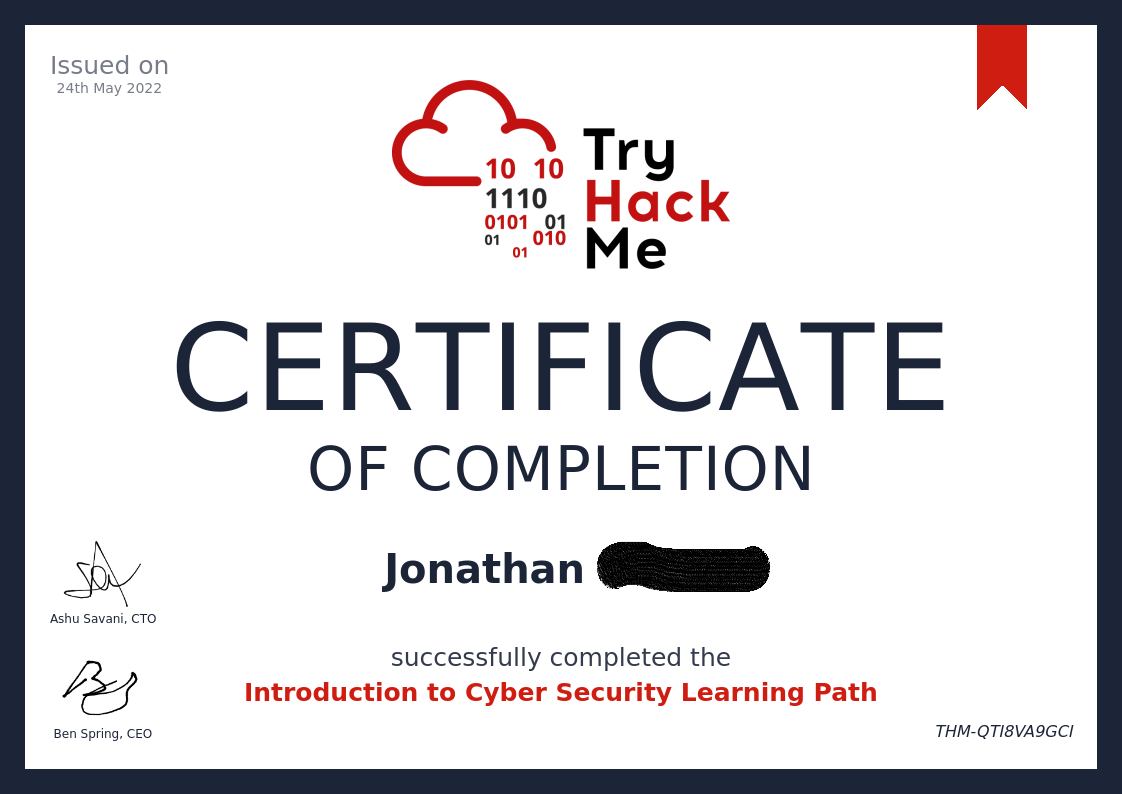 Issued on
24th May 2022
10 10
1110
0101 01
01 010
01
Try
Hack
Me
CERTIFICATE
OF COMPLETION
Jonathan
Ashu Savani, CTO
successfully completed the
Introduction to Cyber Security Learning Path
Ben Spring, CEO
THM-QTI8VA9GCI